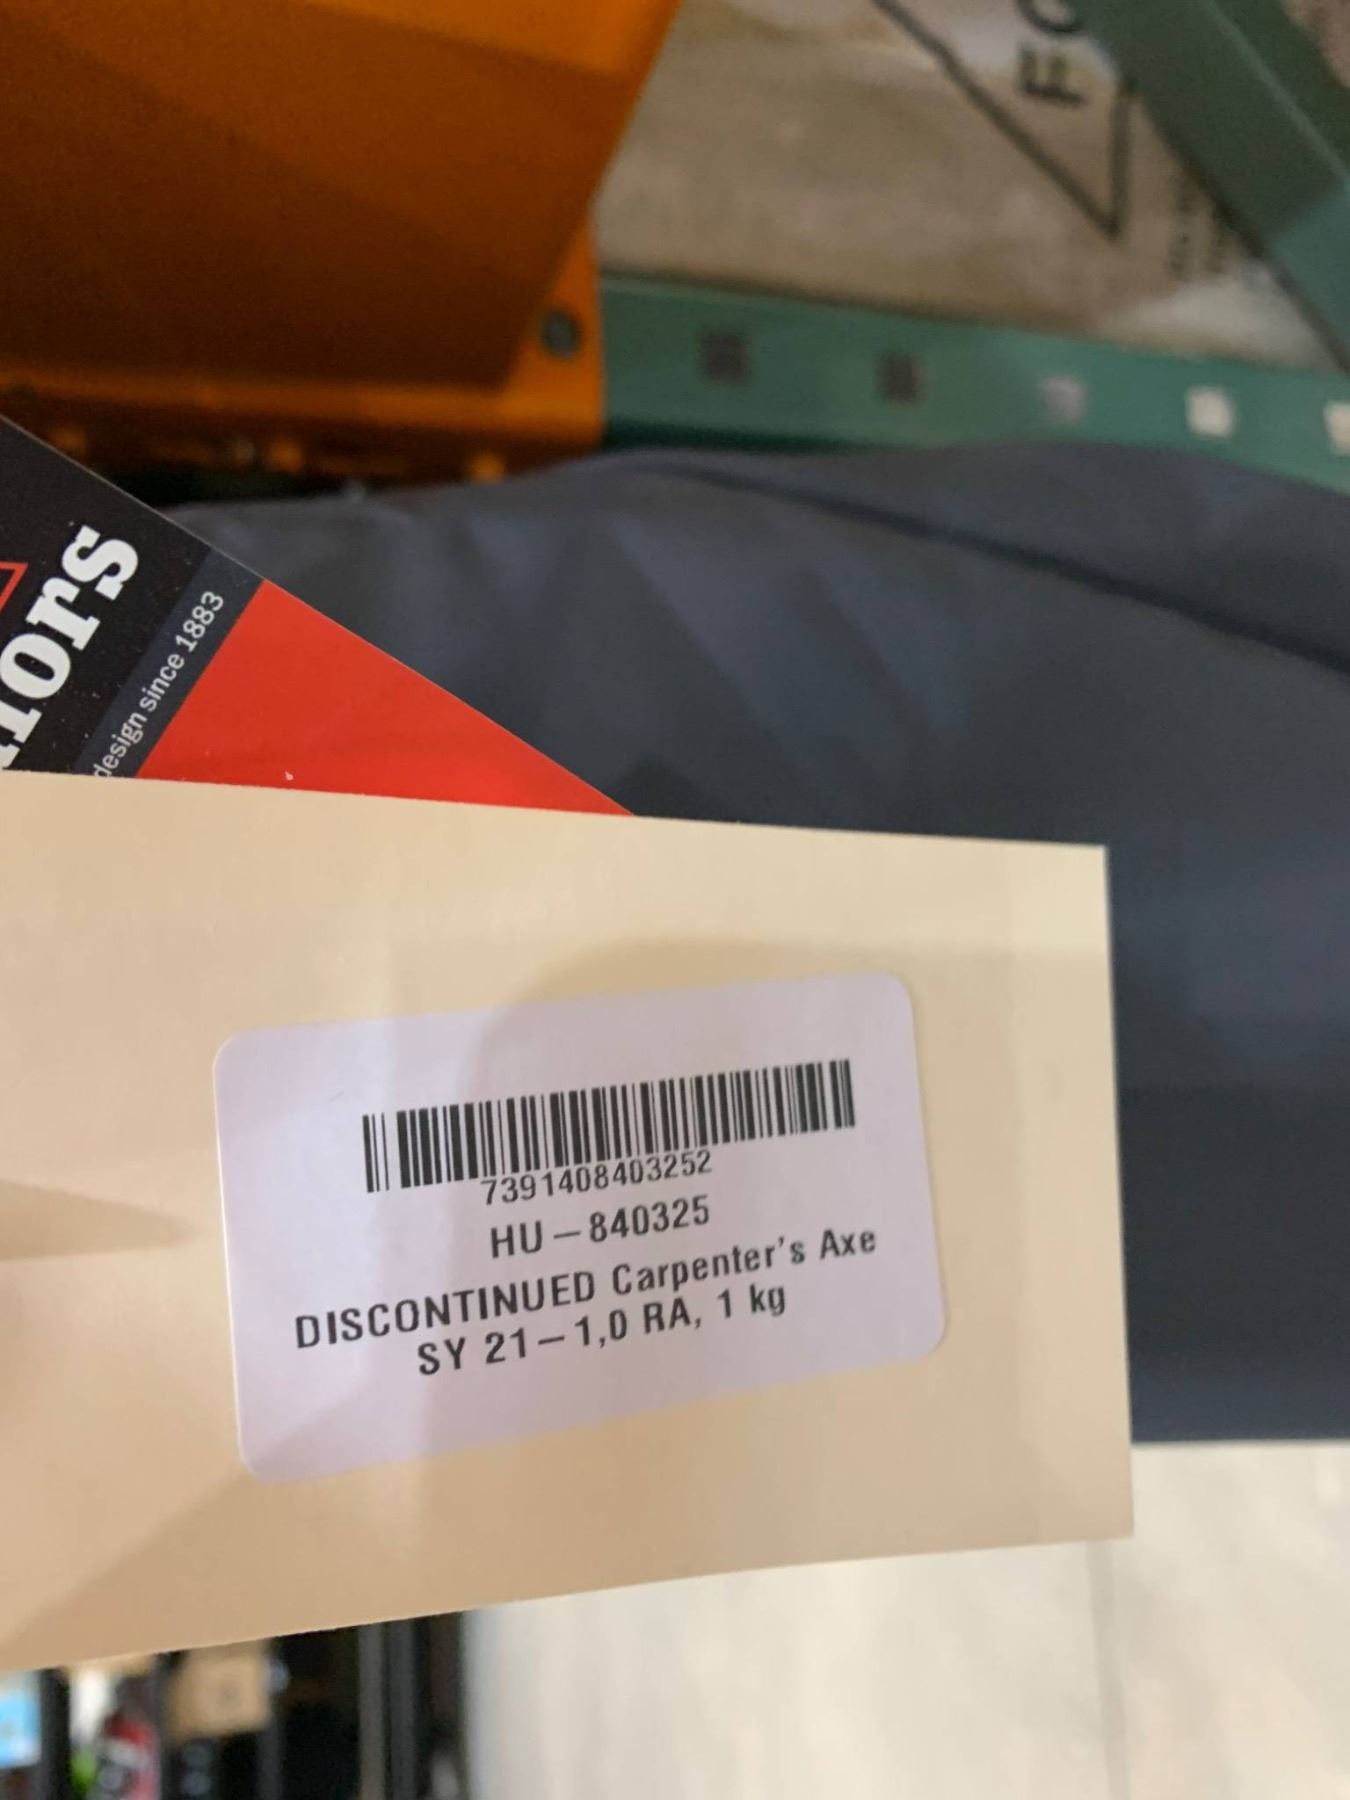 design since 1883
7391408403252
HU-840325
DISCONTINUED Carpenter's Axe
SY 21-1,0 RA, 1 kg